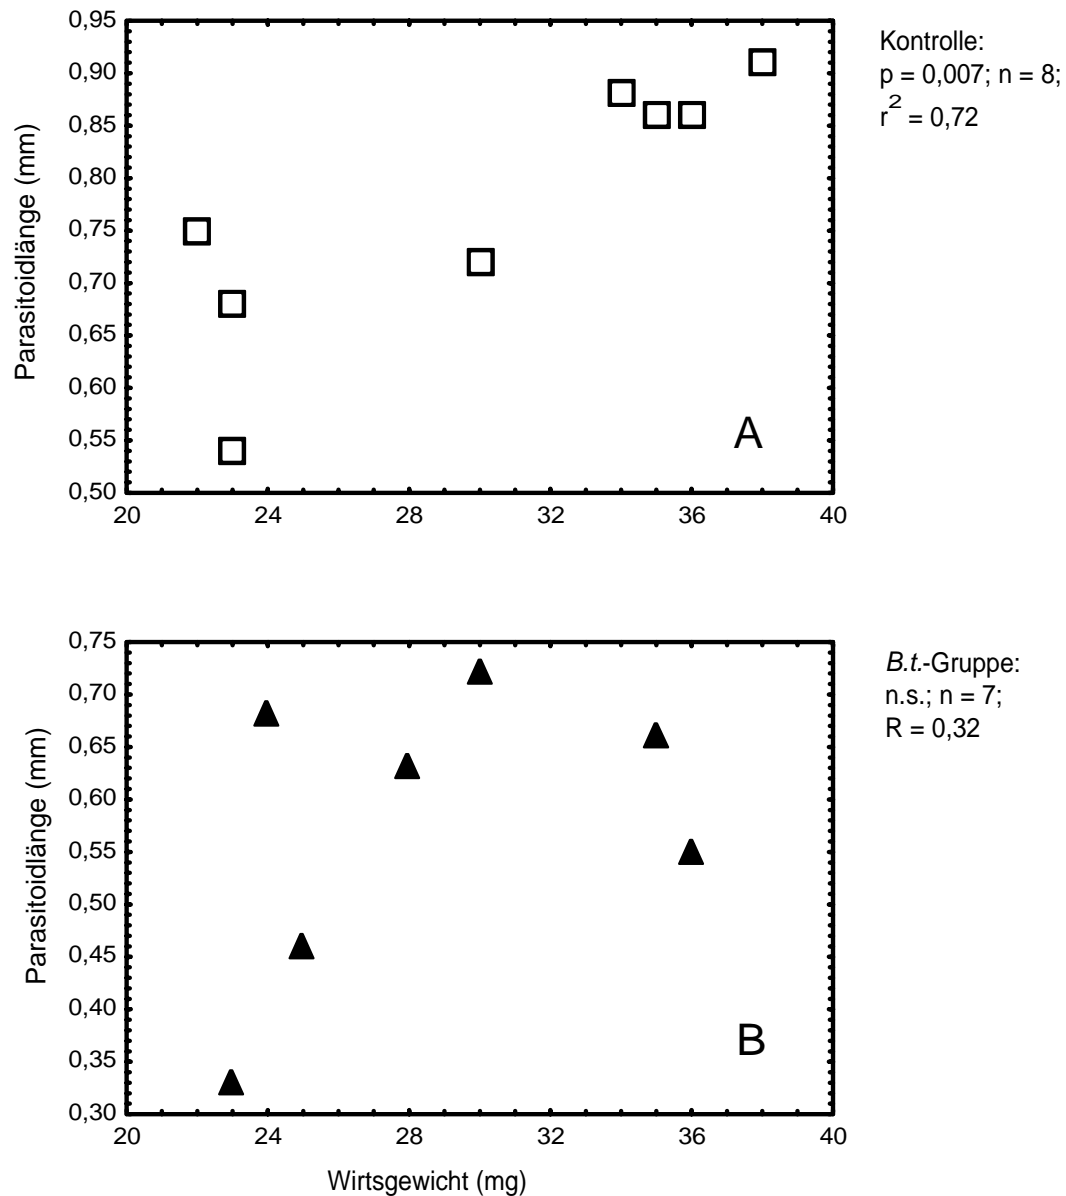 0,95
0,90
0,85
0,80
0,75
0,70
0,65
0,60
0,55
0,50
Parasitoidlänge (mm)
20 24 28 32 36 40
A
Kontrolle:
p = 0,007; n = 8;
r² = 0,72
0,75
0,70
0,65
0,60
0,55
0,50
0,45
0,40
0,35
0,30
Parasitoidlänge (mm)
20 24 28 32 36 40
B
B.t.-Gruppe:
n.s.; n = 7;
R = 0,32
Wirtsgewicht (mg)